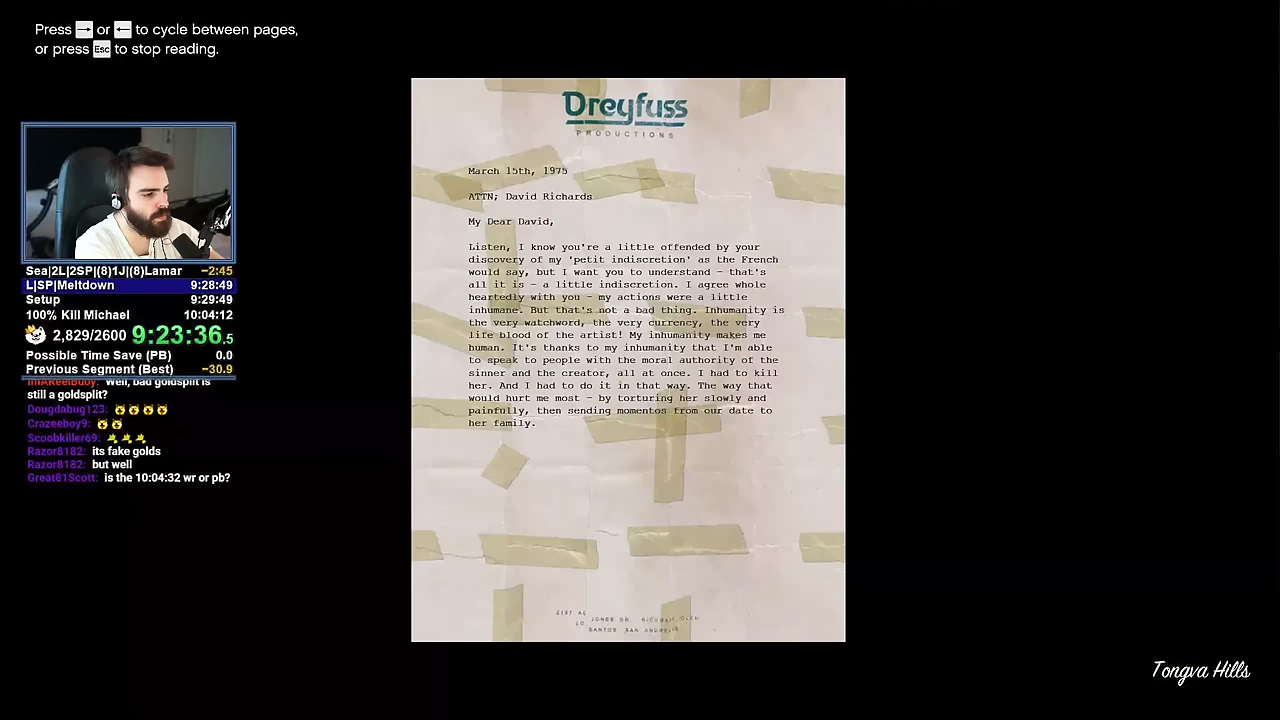 Press → or ← to cycle between pages,
or press Esc to stop reading.
Dreyfuss
PRODUCTIONS
March 15th, 1975
ATTN; David Richards
My Dear David,
Listen, I know you're a little offended by your
discovery of my 'petit indiscretion' as the French
would say, but I want you to understand - that's
all it is - a little indiscretion. I agree whole
heartedly with you - my actions were a little
inhumane. But that's not a bad thing. Inhumanity is
the very watchword, the very currency, the very
life blood of the artist! My inhumanity makes me
human. It's thanks to my inhumanity that I'm able
to speak to people with the moral authority of the
sinner and the creator, all at once. I had to kill
her. And I had to do it in that way. The way that
would hurt me most - by torturing her slowly and
painfully, then sending momentos from our date to
her family.
JONES DR
SANTOS SAN ANDREAS
Sea|2L|2SP|(8)1J|(8)Lamar −2:45
L|SP|Meltdown 9:28:49
Setup 9:29:49
100% Kill Michael 10:04:12
2,829/2600 9:23:36.5
Possible Time Save (PB) 0.0
Previous Segment (Best) −30.9
ImAReelBuoy: Well, bad goldsplit is
still a goldsplit?
Dougdabug123:
Crazeeboy9:
Scoobkiller69:
Razor8182: its fake golds
Razor8182: but well
Great81Scott: is the 10:04:32 wr or pb?
Tongva Hills